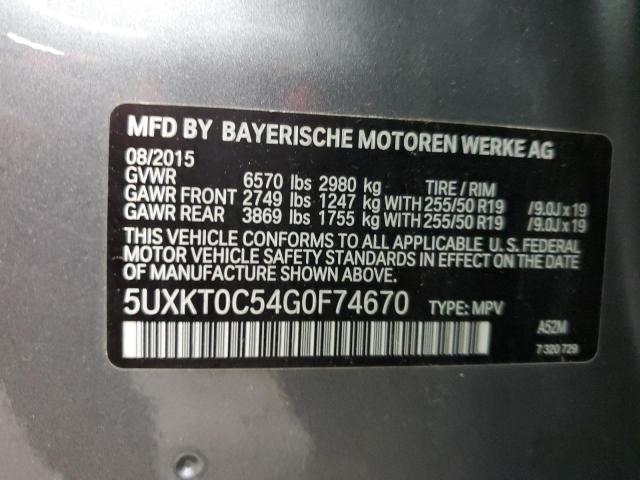 MFD BY BAYERISCHE MOTOREN WERKE AG
08/2015
GVWR 6570 lbs 2980 kg TIRE / RIM
GAWR FRONT 2749 lbs 1247 kg WITH 255/50 R19 /9.0J x 19
GAWR REAR 3869 lbs 1755 kg WITH 255/50 R19 /9.0J x 19
THIS VEHICLE CONFORMS TO ALL APPLICABLE U.S. FEDERAL
MOTOR VEHICLE SAFETY STANDARDS IN EFFECT ON THE DATE
OF MANUFACTURE SHOWN ABOVE.
5UXKT0C54G0F74670 TYPE: MPV
A52M
7 320 729